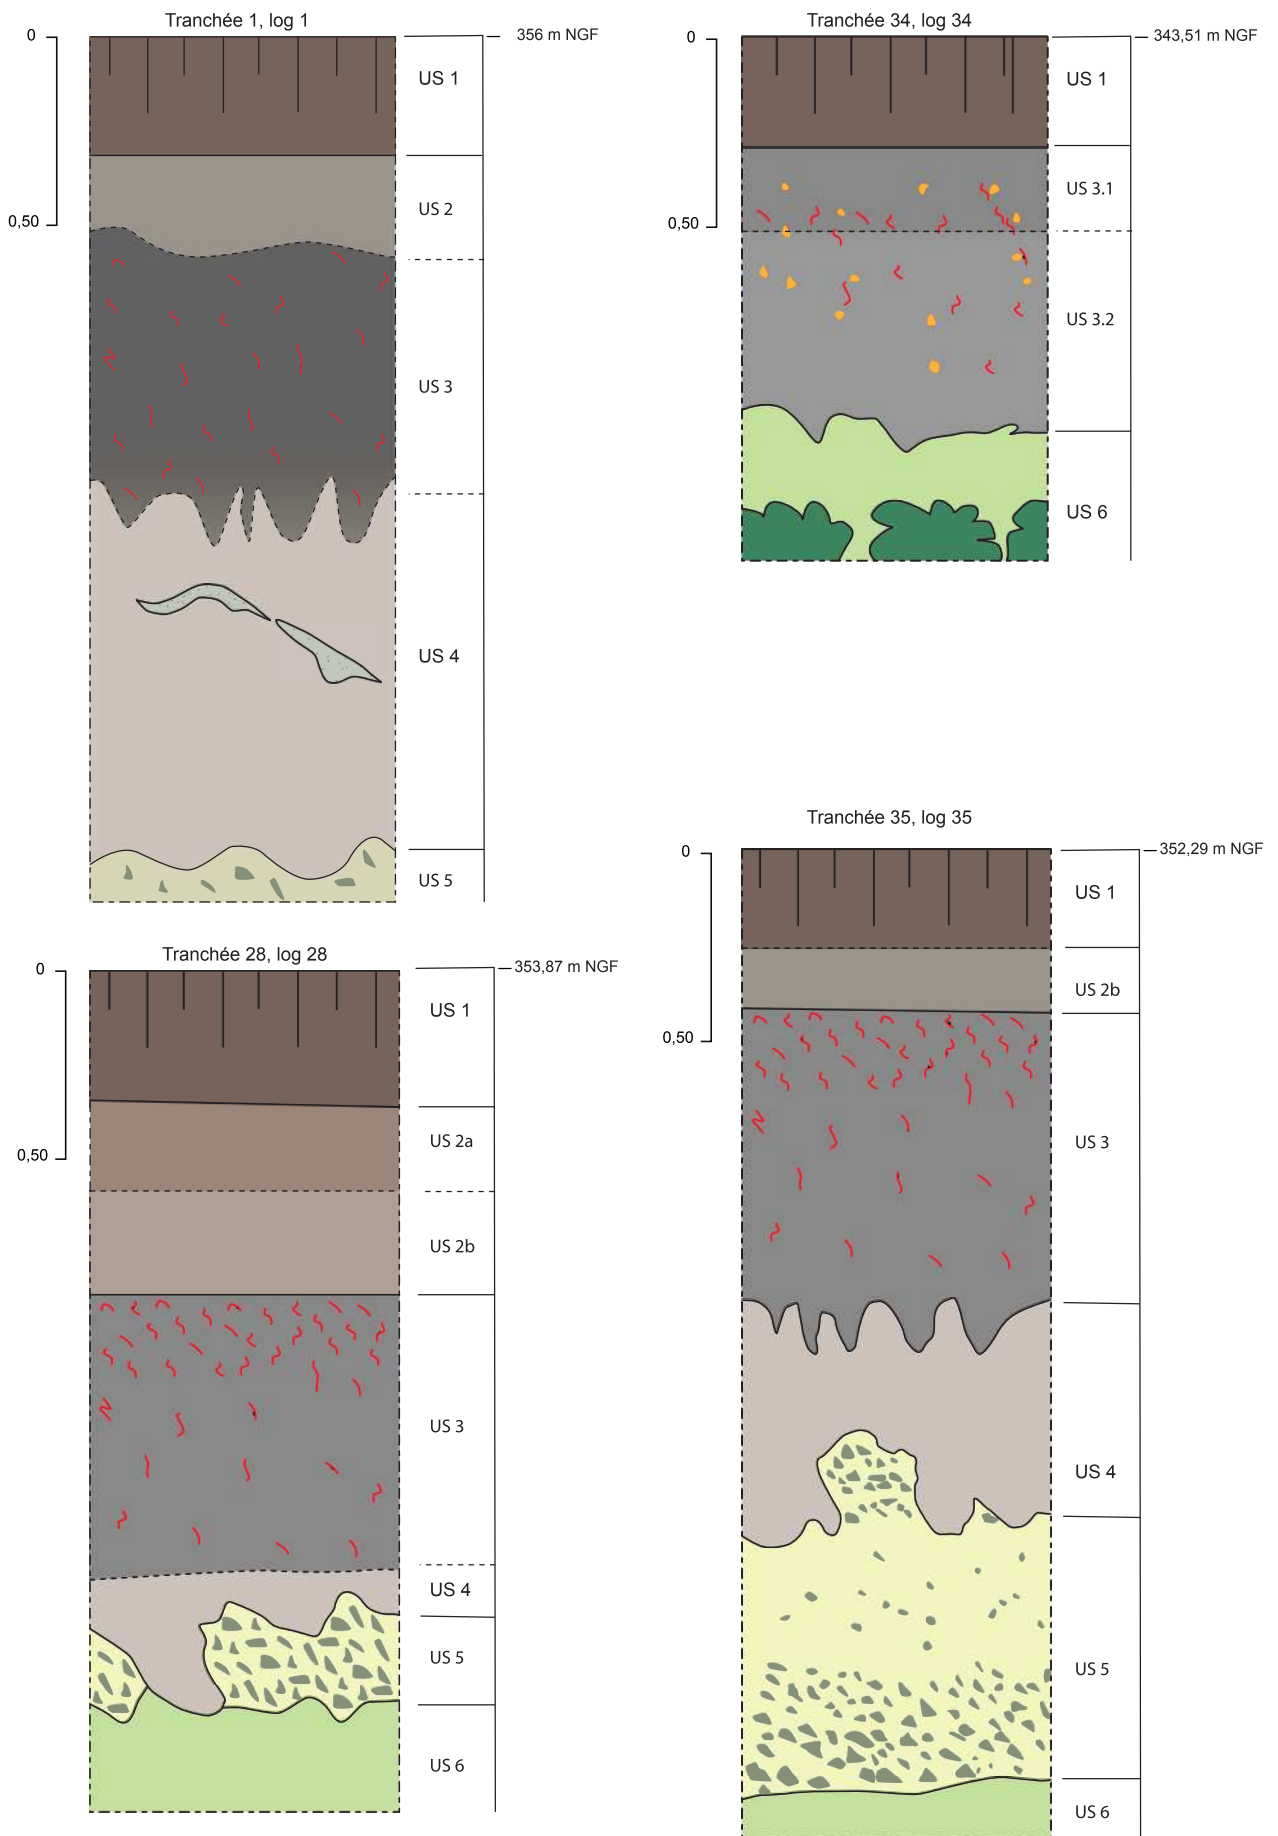 Tranchée 1, log 1
0
356 m NGF
US 1
US 2
0,50
US 3
US 4
US 5
Tranchée 34, log 34
0
343,51 m NGF
US 1
US 3.1
0,50
US 3.2
US 6
Tranchée 28, log 28
0
353,87 m NGF
US 1
US 2a
0,50
US 2b
US 3
US 4
US 5
US 6
Tranchée 35, log 35
0
352,29 m NGF
US 1
US 2b
0,50
US 3
US 4
US 5
US 6